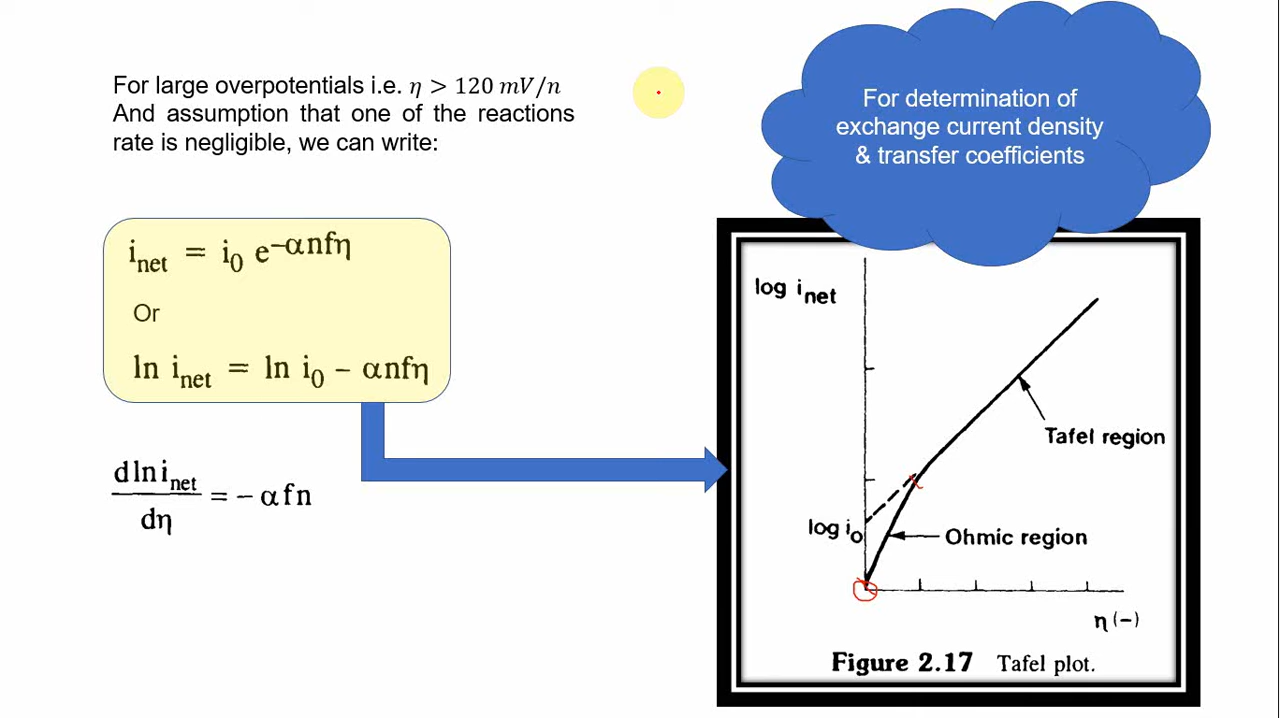 For large overpotentials i.e. η > 120 mV/n
And assumption that one of the reactions
rate is negligible, we can write:
For determination of
exchange current density
& transfer coefficients
i_net = i_0 e^{-αnfη}
Or
ln i_net = ln i_0 - αnfη
d ln i_net / dη = - α f n
log i_net
Tafel region
log i_0
Ohmic region
η (-)
Figure 2.17 Tafel plot.